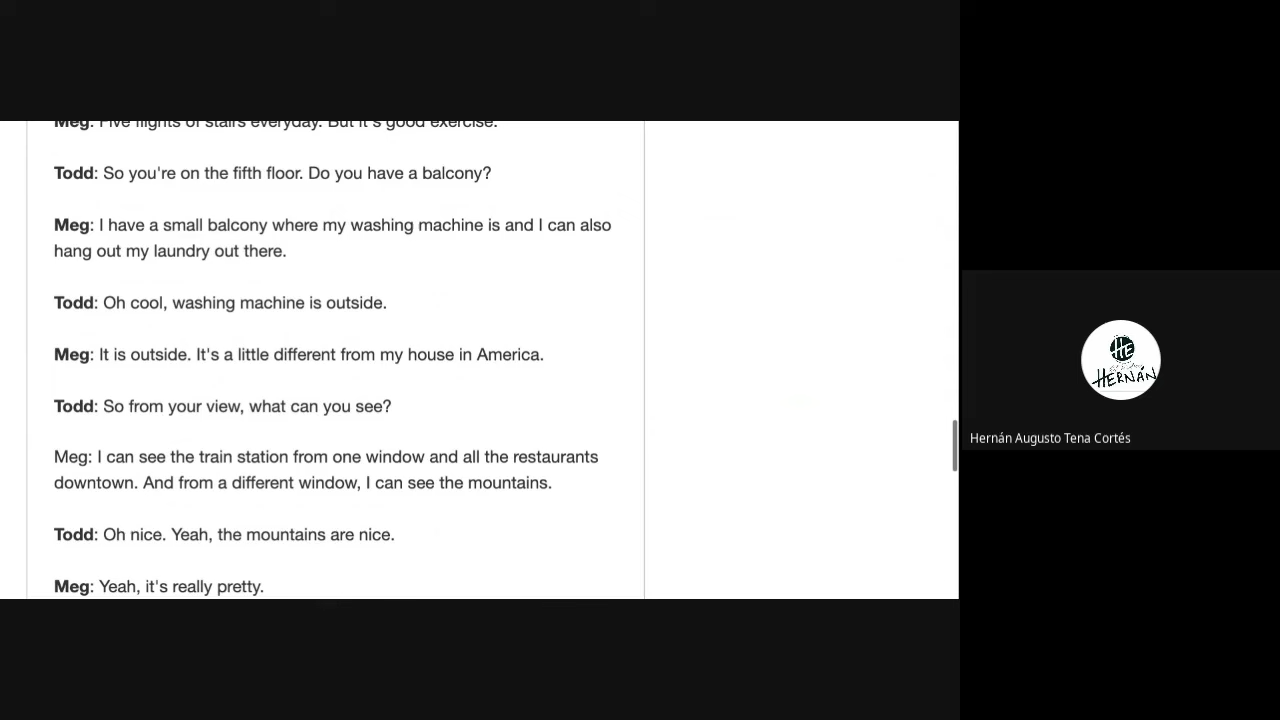 Meg: Five flights of stairs everyday. But it's good exercise.
Todd: So you're on the fifth floor. Do you have a balcony?
Meg: I have a small balcony where my washing machine is and I can also
hang out my laundry out there.
Todd: Oh cool, washing machine is outside.
Meg: It is outside. It's a little different from my house in America.
Todd: So from your view, what can you see?
Meg: I can see the train station from one window and all the restaurants
downtown. And from a different window, I can see the mountains.
Todd: Oh nice. Yeah, the mountains are nice.
Meg: Yeah, it's really pretty.
HE
HERNÁN
Hernán Augusto Tena Cortés